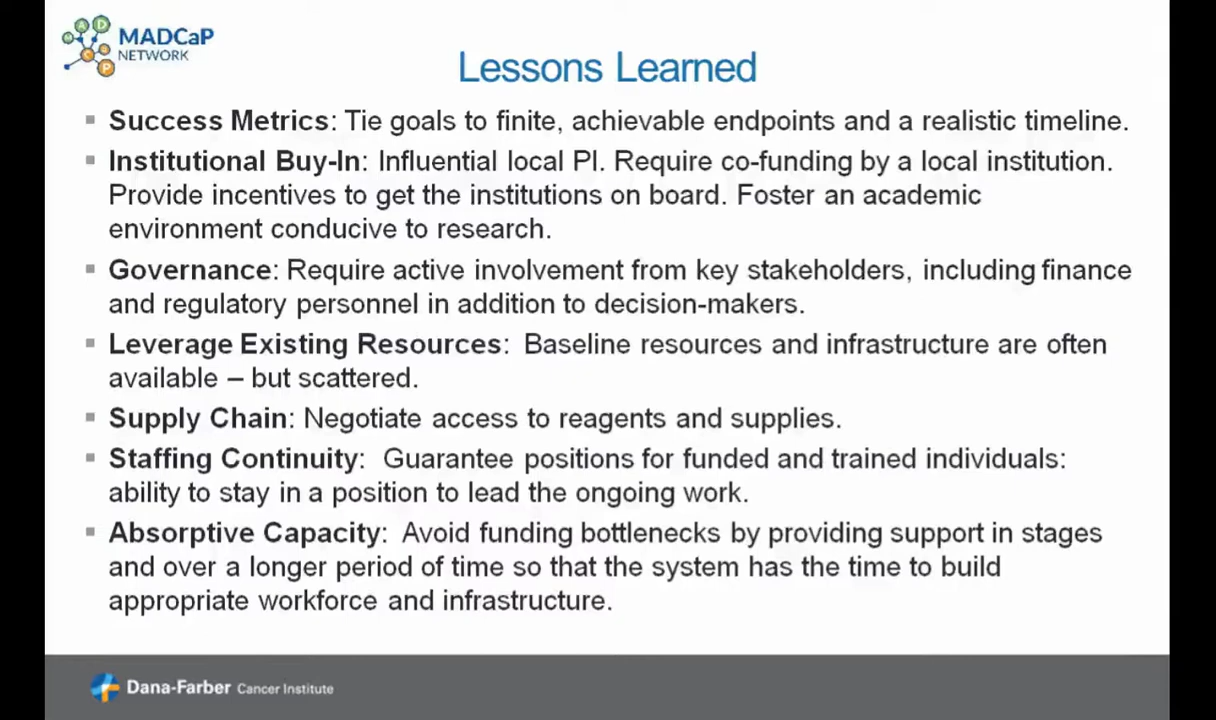 MADCaP
NETWORK
Lessons Learned
▪ Success Metrics: Tie goals to finite, achievable endpoints and a realistic timeline.
▪ Institutional Buy-In: Influential local PI. Require co-funding by a local institution.
Provide incentives to get the institutions on board. Foster an academic
environment conducive to research.
▪ Governance: Require active involvement from key stakeholders, including finance
and regulatory personnel in addition to decision-makers.
▪ Leverage Existing Resources: Baseline resources and infrastructure are often
available – but scattered.
▪ Supply Chain: Negotiate access to reagents and supplies.
▪ Staffing Continuity: Guarantee positions for funded and trained individuals:
ability to stay in a position to lead the ongoing work.
▪ Absorptive Capacity: Avoid funding bottlenecks by providing support in stages
and over a longer period of time so that the system has the time to build
appropriate workforce and infrastructure.
Dana-Farber Cancer Institute